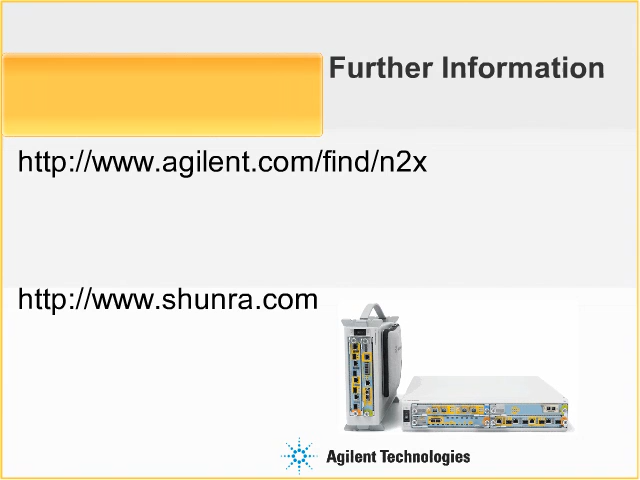 Further Information
http://www.agilent.com/find/n2x
http://www.shunra.com
Agilent Technologies